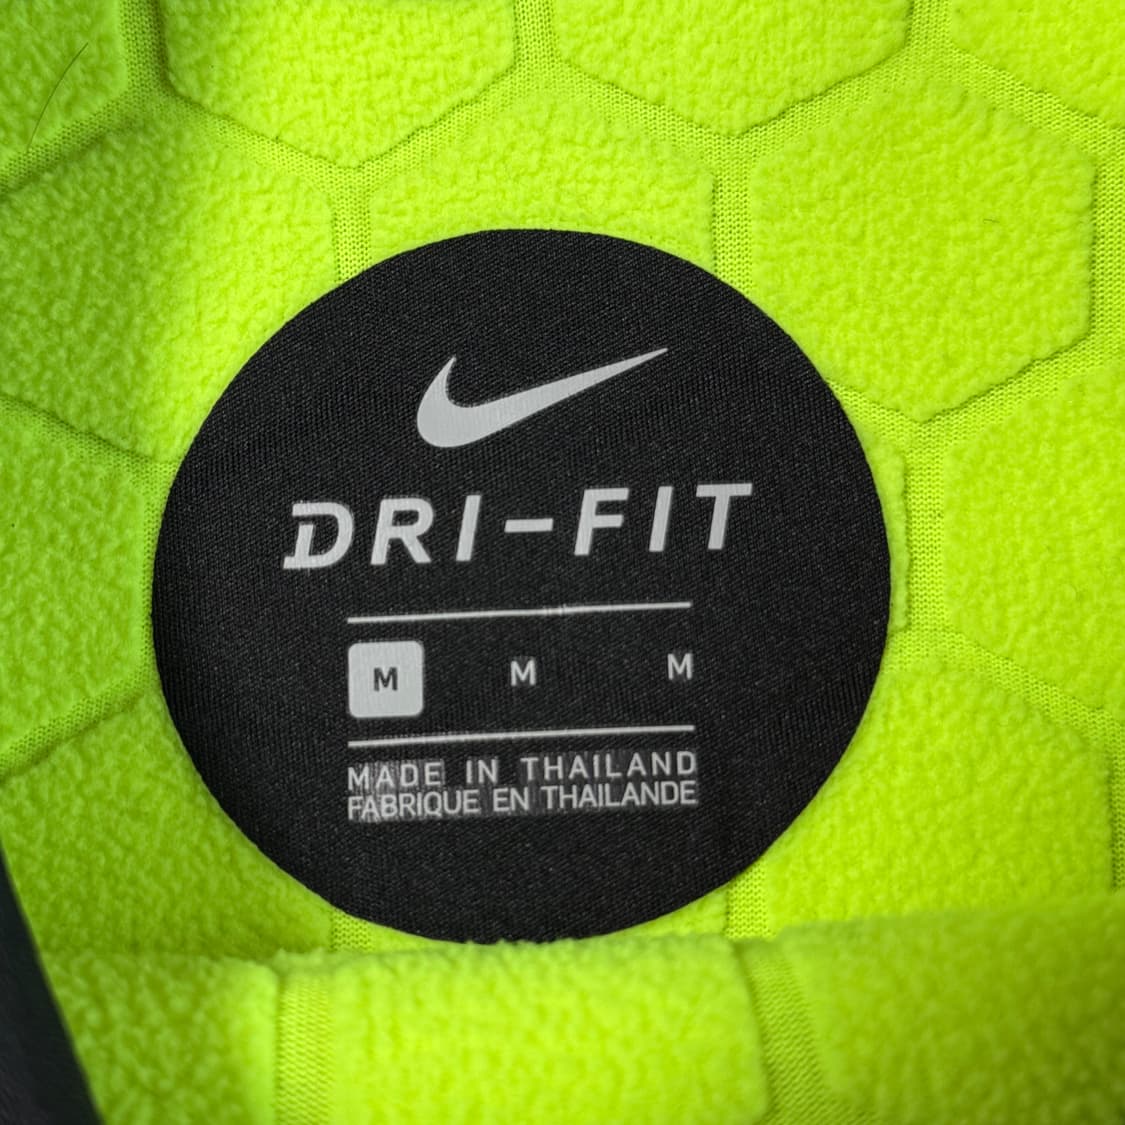 DRI-FIT
M M M
MADE IN THAILAND
FABRIQUE EN THAILANDE